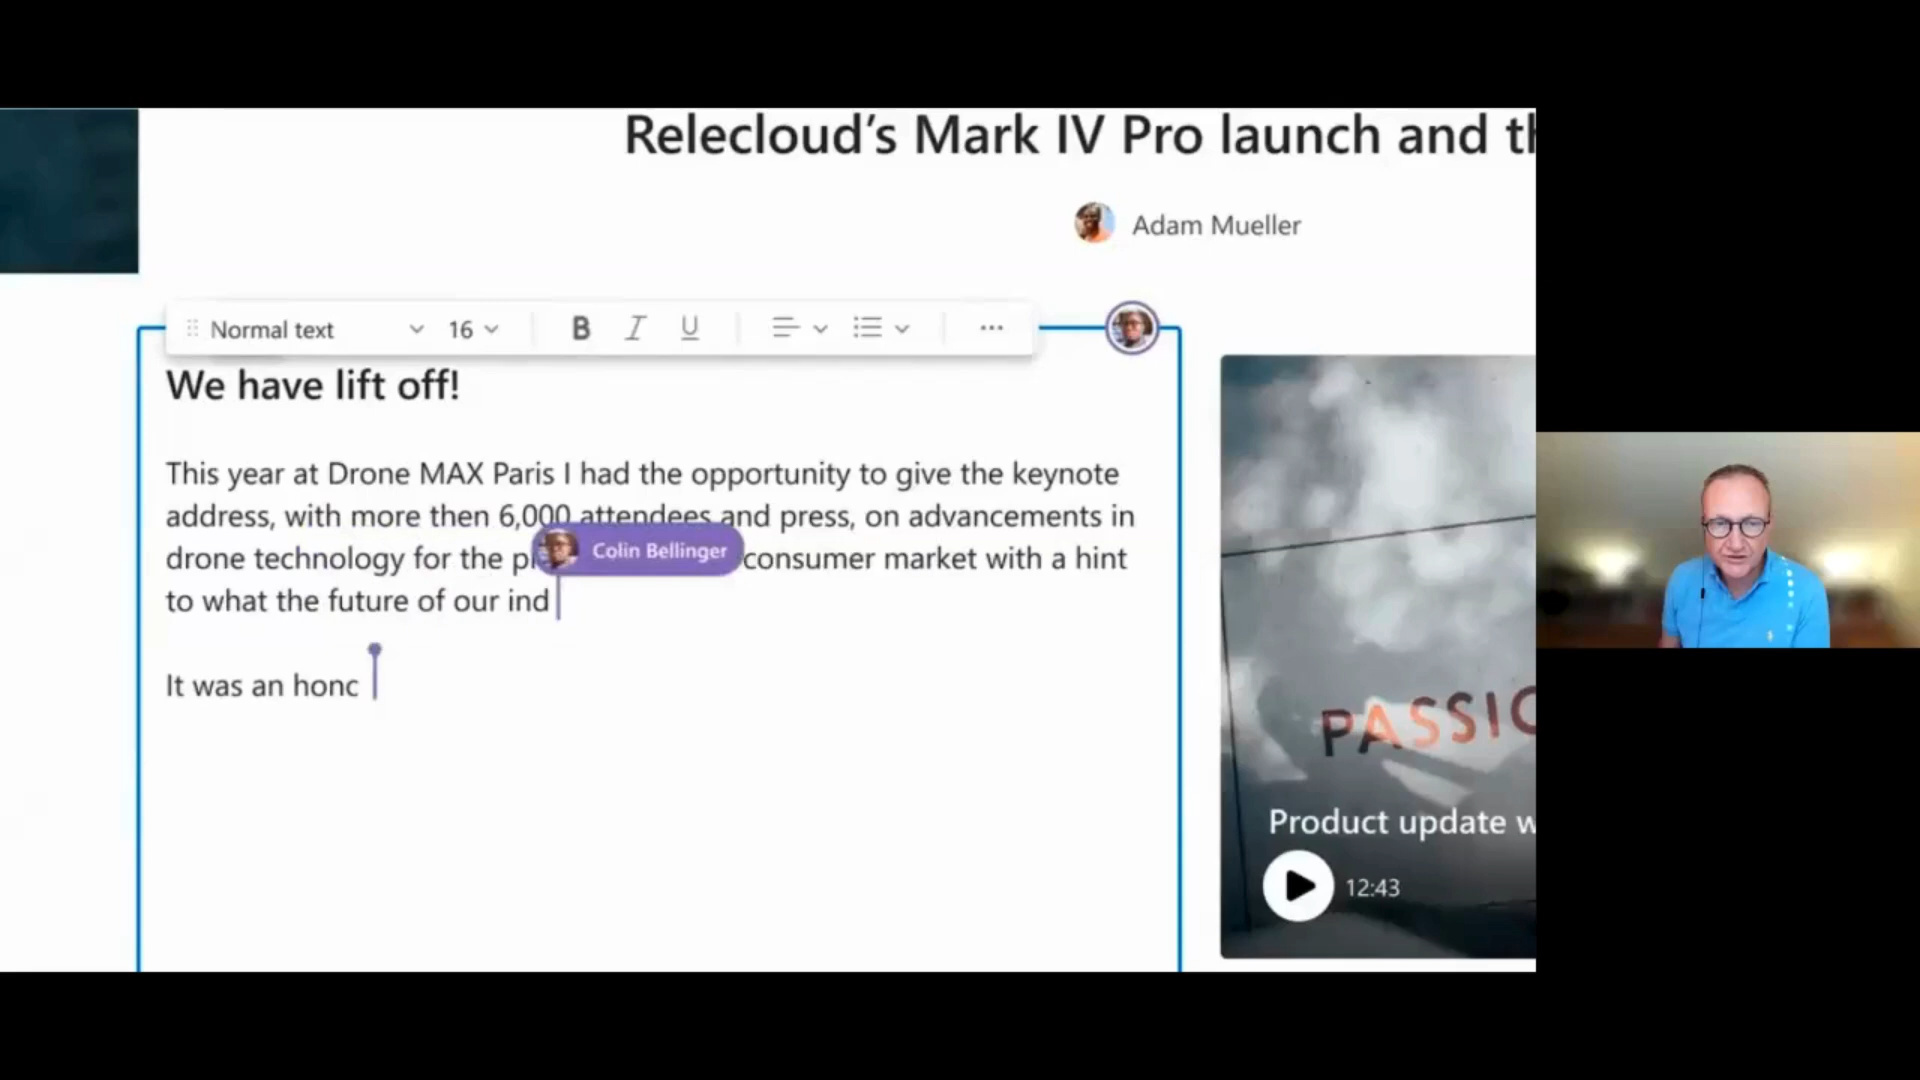 Relecloud’s Mark IV Pro launch and
Adam Mueller
Normal text 16 B I U ...
We have lift off!
This year at Drone MAX Paris I had the opportunity to give the keynote
address, with more then 6,000 attendees and press, on advancements in
drone technology for the consumer market with a hint
Colin Bellinger
to what the future of our ind
It was an honc
PASSIO
Product update
12:43